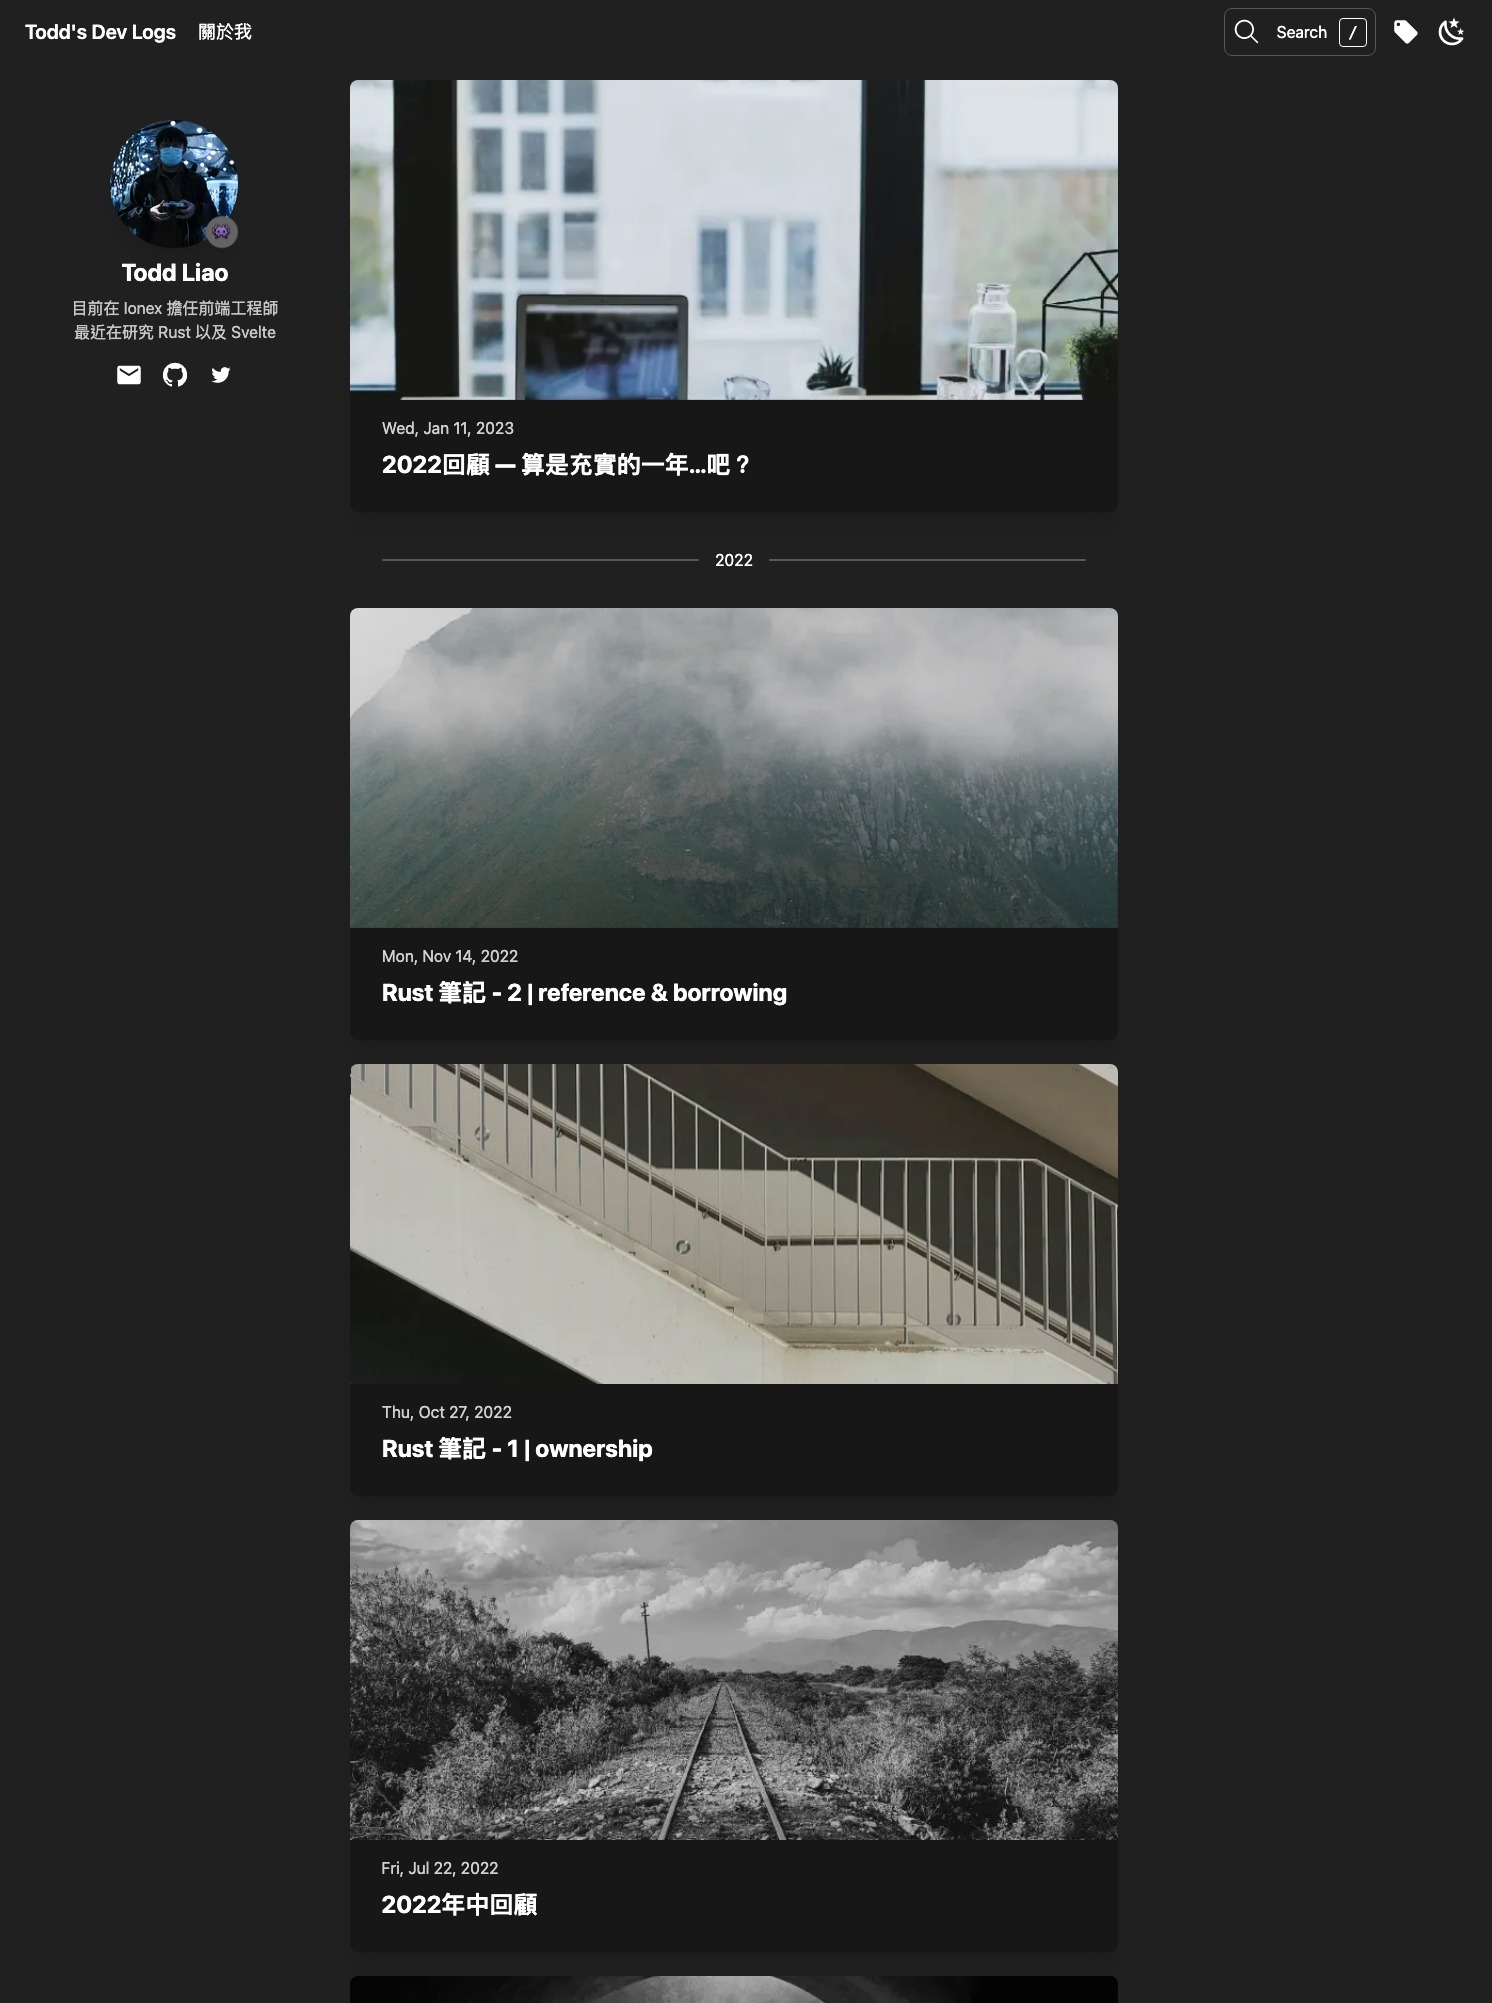 Todd's Dev Logs 關於我 Search /
Todd Liao
目前在 Ionex 擔任前端工程師
最近在研究 Rust 以及 Svelte
Wed, Jan 11, 2023
2022回顧 — 算是充實的一年...吧？
2022
Mon, Nov 14, 2022
Rust 筆記 - 2 | reference & borrowing
Thu, Oct 27, 2022
Rust 筆記 - 1 | ownership
Fri, Jul 22, 2022
2022年中回顧